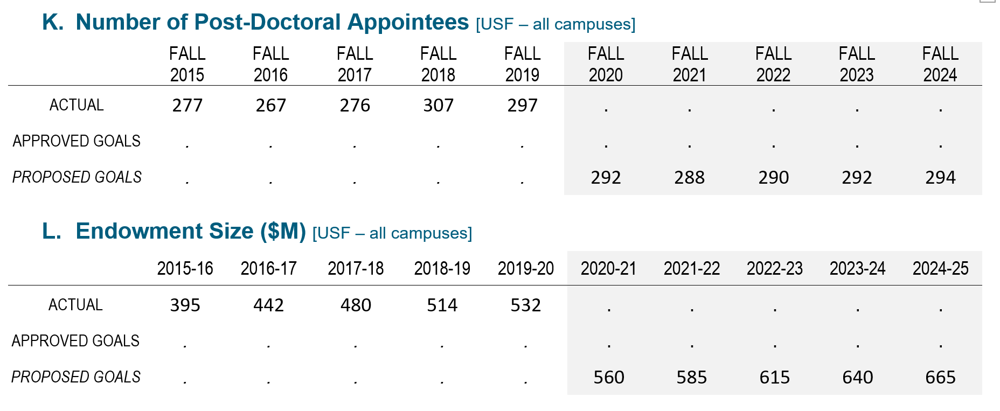 K. Number of Post-Doctoral Appointees [USF – all campuses]
FALL FALL FALL FALL FALL FALL FALL FALL FALL FALL
2015 2016 2017 2018 2019 2020 2021 2022 2023 2024
ACTUAL 277 267 276 307 297 . . . . .
APPROVED GOALS . . . . . . . . . .
PROPOSED GOALS . . . . . 292 288 290 292 294
L. Endowment Size ($M) [USF – all campuses]
2015-16 2016-17 2017-18 2018-19 2019-20 2020-21 2021-22 2022-23 2023-24 2024-25
ACTUAL 395 442 480 514 532 . . . . .
APPROVED GOALS . . . . . . . . . .
PROPOSED GOALS . . . . . 560 585 615 640 665